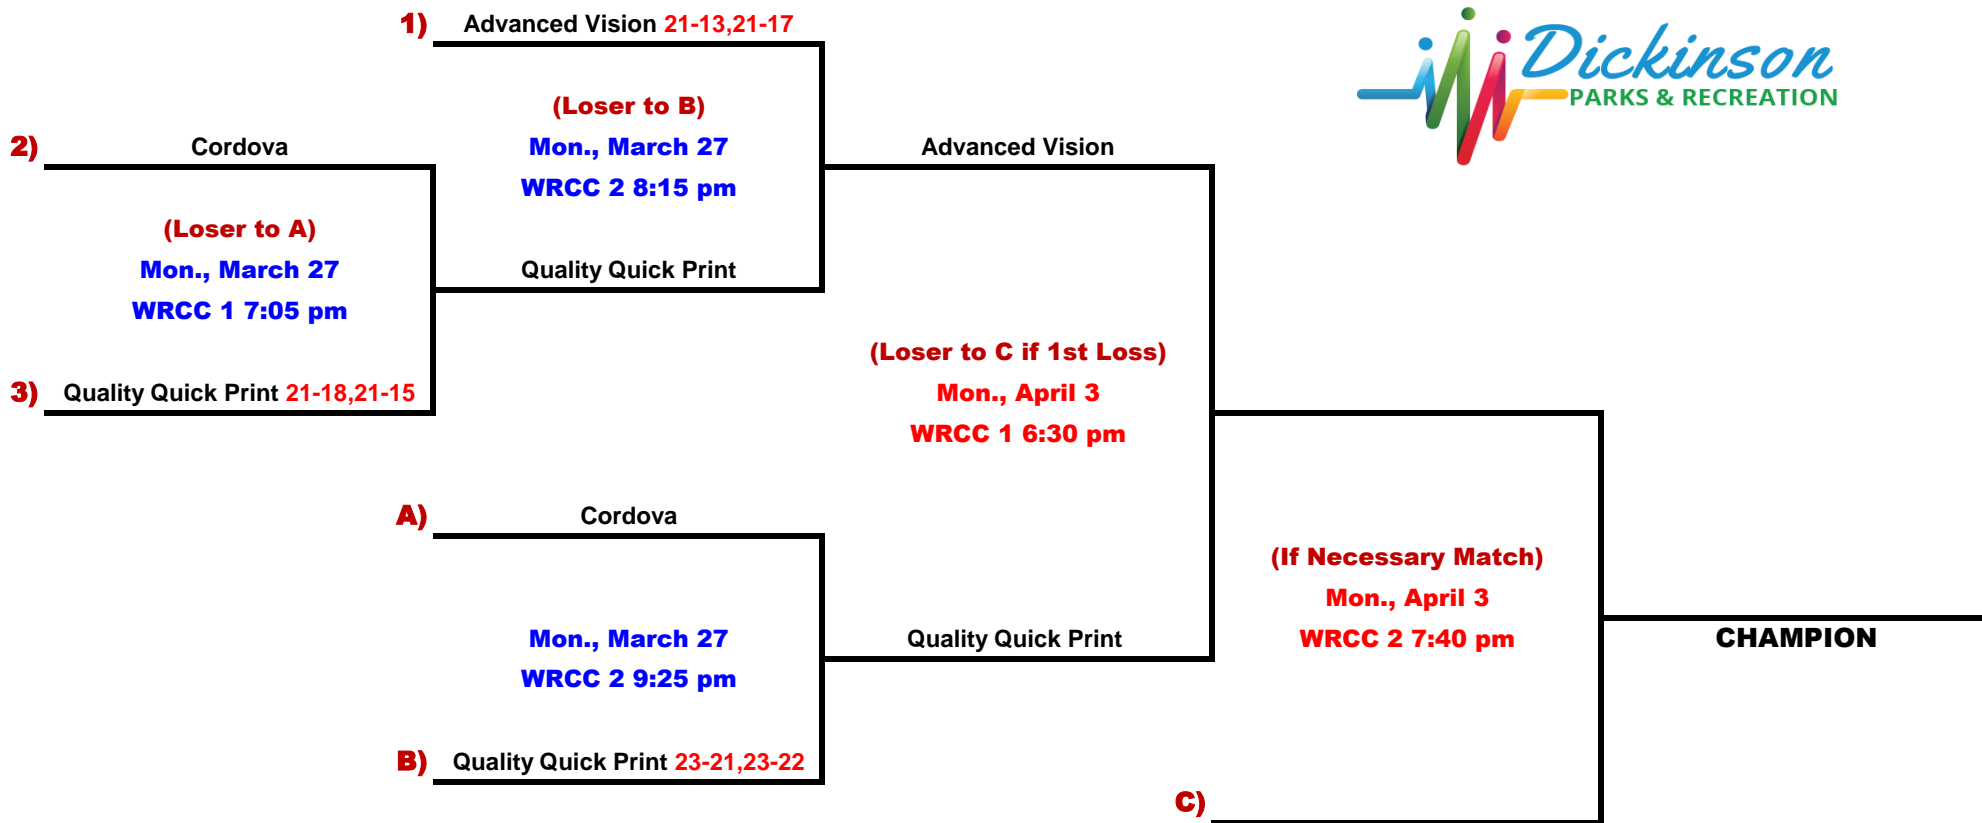 1) Advanced Vision 21-13,21-17
Dickinson
PARKS & RECREATION
(Loser to B)
Mon., March 27
WRCC 2 8:15 pm
2) Cordova
Advanced Vision
(Loser to A)
Mon., March 27
WRCC 1 7:05 pm
Quality Quick Print
3) Quality Quick Print 21-18,21-15
(Loser to C if 1st Loss)
Mon., April 3
WRCC 1 6:30 pm
A) Cordova
Mon., March 27
WRCC 2 9:25 pm
Quality Quick Print
(If Necessary Match)
Mon., April 3
WRCC 2 7:40 pm
CHAMPION
B) Quality Quick Print 23-21,23-22
C)